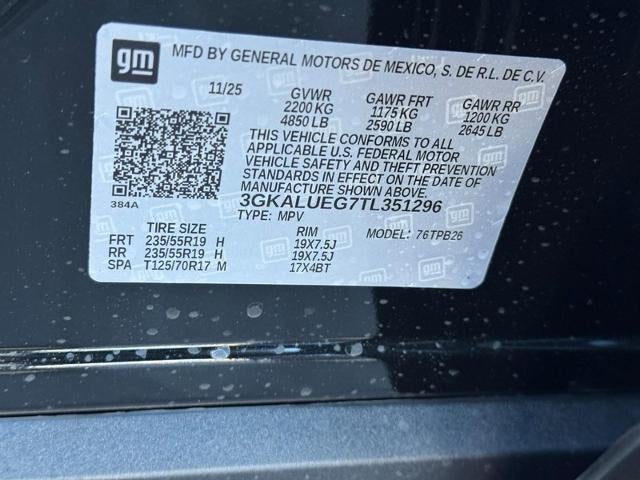 gm
MFD BY GENERAL MOTORS DE MEXICO, S. DE R.L. DE C.V.
11/25 GVWR GAWR FRT GAWR RR
2200 KG 1175 KG 1200 KG
4850 LB 2590 LB 2645 LB
THIS VEHICLE CONFORMS TO ALL
APPLICABLE U.S. FEDERAL MOTOR
VEHICLE SAFETY AND THEFT PREVENTION
STANDARDS IN EFFECT ON THE DATE OF
MANUFACTURE SHOWN ABOVE
384A
3GKALUEG7TL351296
TYPE: MPV MODEL: 76TPB26
TIRE SIZE RIM
FRT 235/55R19 H 19X7.5J
RR 235/55R19 H 19X7.5J
SPA T125/70R17 M 17X4BT